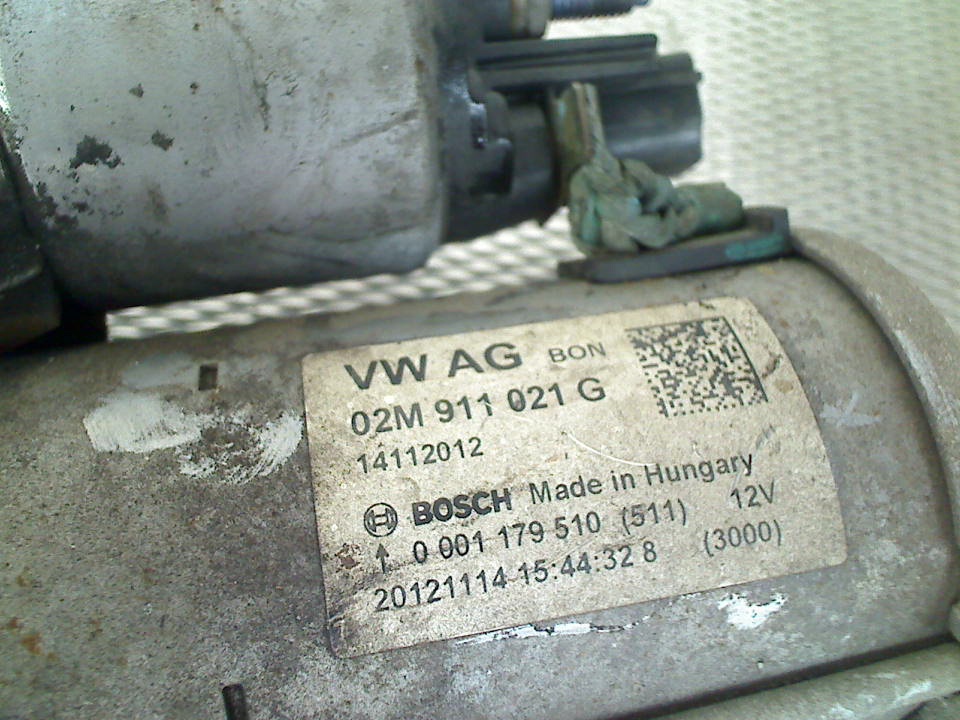 VW AG BON
02M 911 021 G
14112012
BOSCH Made in Hungary
0 001 179 510 (511) 12V
20121114 15:44:32 8 (3000)